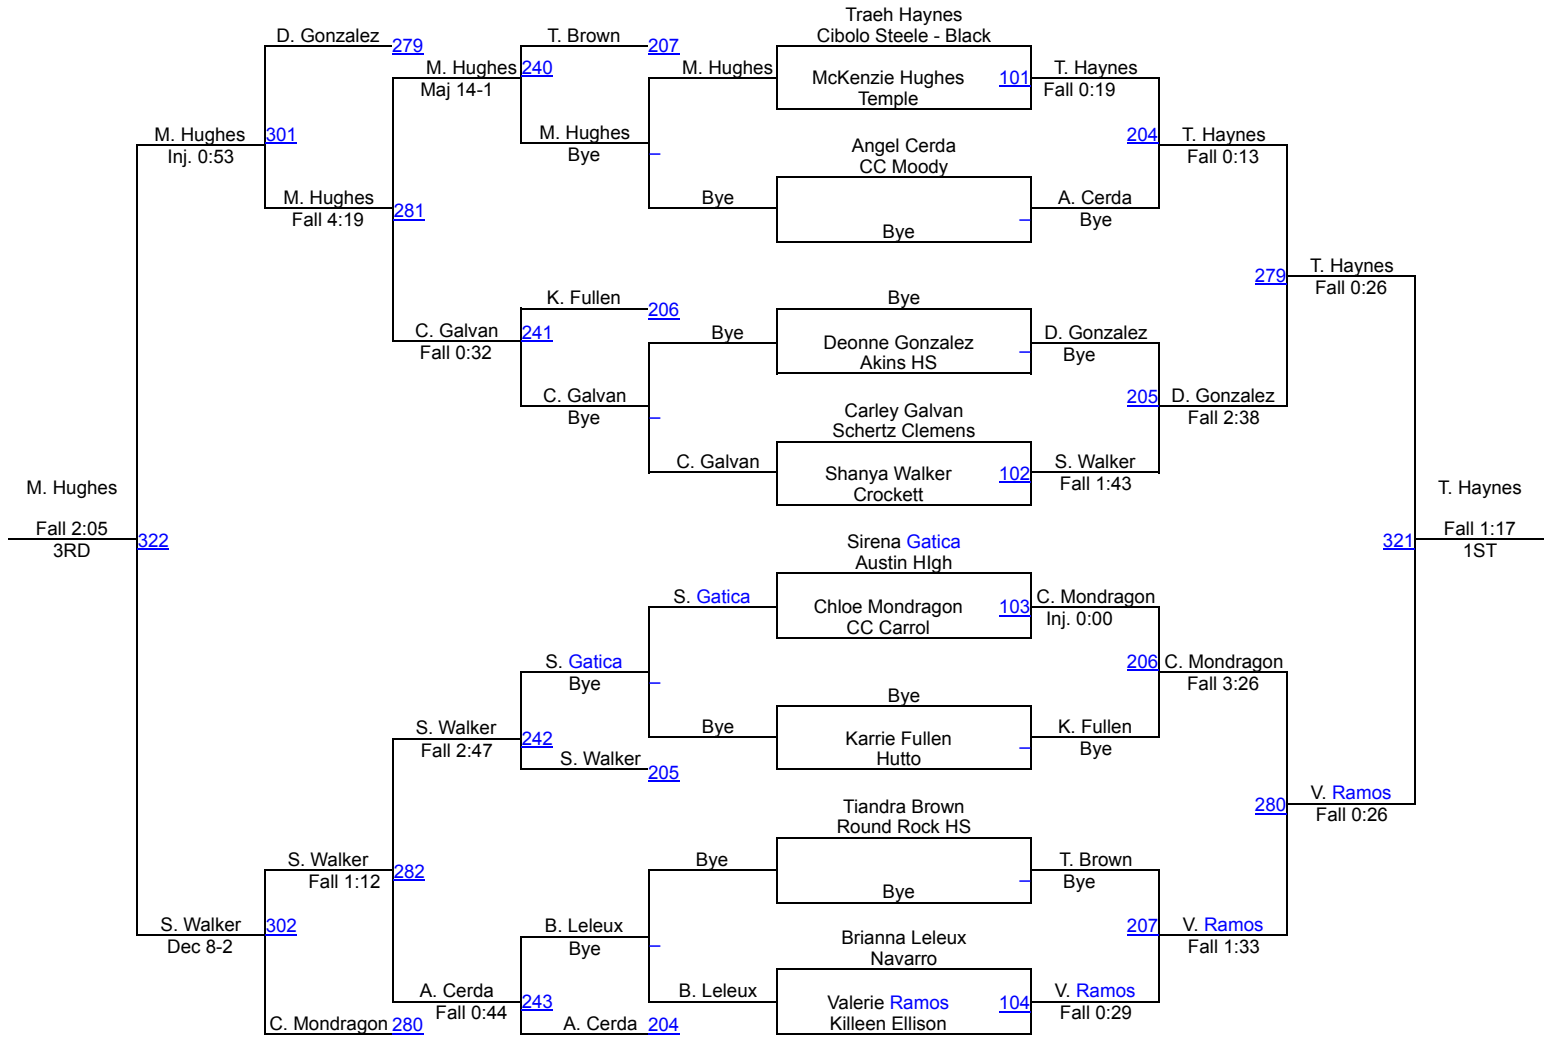 Traeh Haynes
Cibolo Steele - Black
D. Gonzalez 279
T. Brown 207
M. Hughes 240
Maj 14-1
M. Hughes
McKenzie Hughes 101
Temple
T. Haynes
Fall 0:19
M. Hughes 301
Inj. 0:53
M. Hughes
Bye
Angel Cerda
CC Moody
204 T. Haynes
Fall 0:13
M. Hughes 281
Fall 4:19
Bye
Bye
A. Cerda
Bye
279 T. Haynes
Fall 0:26
K. Fullen 206
Bye
C. Galvan 241
Fall 0:32
Bye
Deonne Gonzalez
Akins HS
D. Gonzalez
Bye
C. Galvan
Bye
Carley Galvan
Schertz Clemens
205 D. Gonzalez
Fall 2:38
C. Galvan
Shanya Walker 102
Crockett
S. Walker
Fall 1:43
M. Hughes
Fall 2:05 322
3RD
T. Haynes
321 Fall 1:17
1ST
Sirena Gatica
Austin HIgh
S. Gatica
Chloe Mondragon 103
CC Carrol
C. Mondragon
Inj. 0:00
S. Gatica
Bye
206 C. Mondragon
Fall 3:26
Bye
S. Walker 242
Fall 2:47
Bye
Karrie Fullen
Hutto
K. Fullen
Bye
S. Walker 205
280 V. Ramos
Fall 0:26
Tiandra Brown
Round Rock HS
S. Walker 282
Fall 1:12
Bye
Bye
T. Brown
Bye
S. Walker 302
Dec 8-2
B. Leleux
Bye
Brianna Leleux
Navarro
207 V. Ramos
Fall 1:33
A. Cerda 243
Fall 0:44
B. Leleux
Valerie Ramos 104
Killeen Ellison
V. Ramos
Fall 0:29
C. Mondragon 280
A. Cerda 204